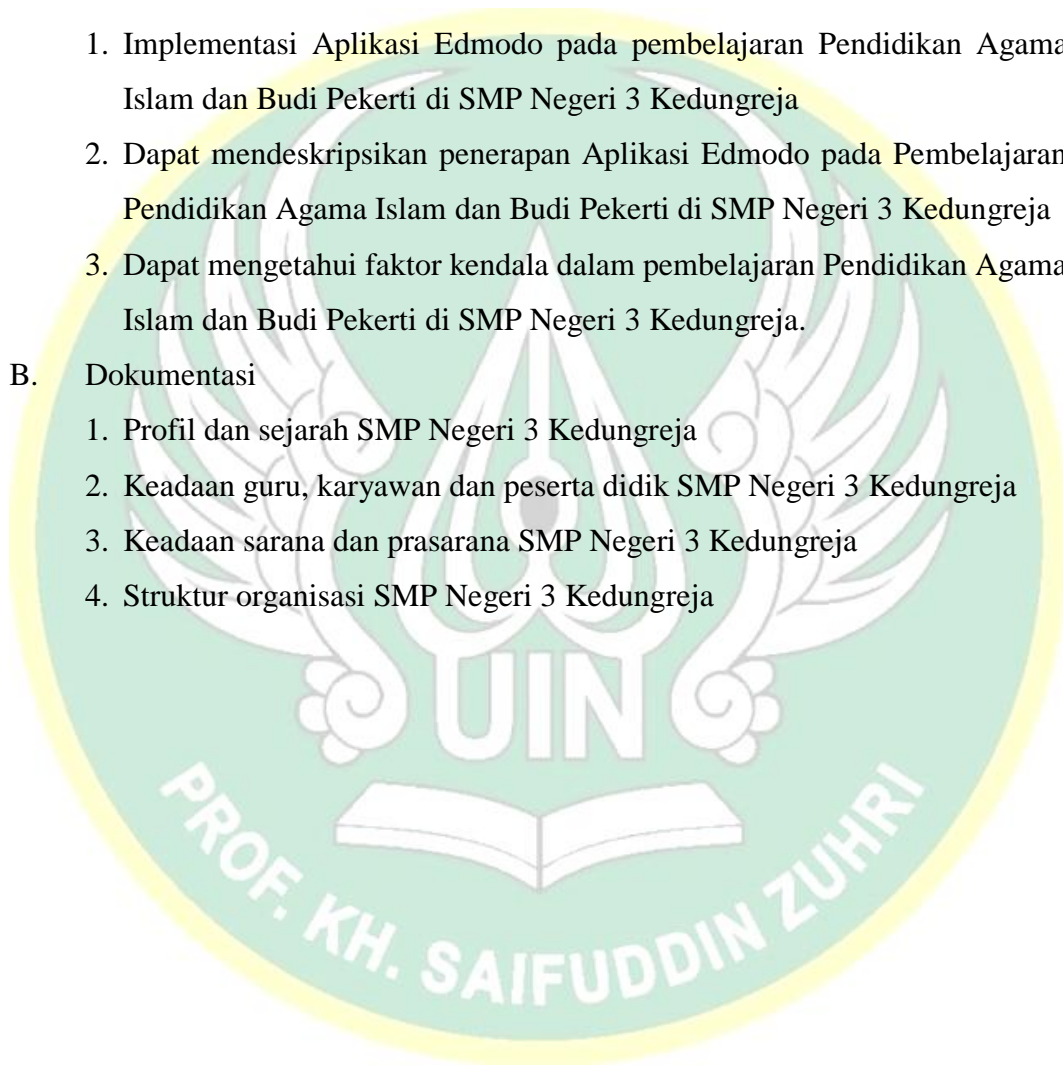 1. Implementasi Aplikasi Edmodo pada pembelajaran Pendidikan Agama
Islam dan Budi Pekerti di SMP Negeri 3 Kedungreja
2. Dapat mendeskripsikan penerapan Aplikasi Edmodo pada Pembelajaran
Pendidikan Agama Islam dan Budi Pekerti di SMP Negeri 3 Kedungreja
3. Dapat mengetahui faktor kendala dalam pembelajaran Pendidikan Agama
Islam dan Budi Pekerti di SMP Negeri 3 Kedungreja.
B. Dokumentasi
1. Profil dan sejarah SMP Negeri 3 Kedungreja
2. Keadaan guru, karyawan dan peserta didik SMP Negeri 3 Kedungreja
3. Keadaan sarana dan prasarana SMP Negeri 3 Kedungreja
4. Struktur organisasi SMP Negeri 3 Kedungreja
UIN
PROF. KH. SAIFUDDIN ZUHRI